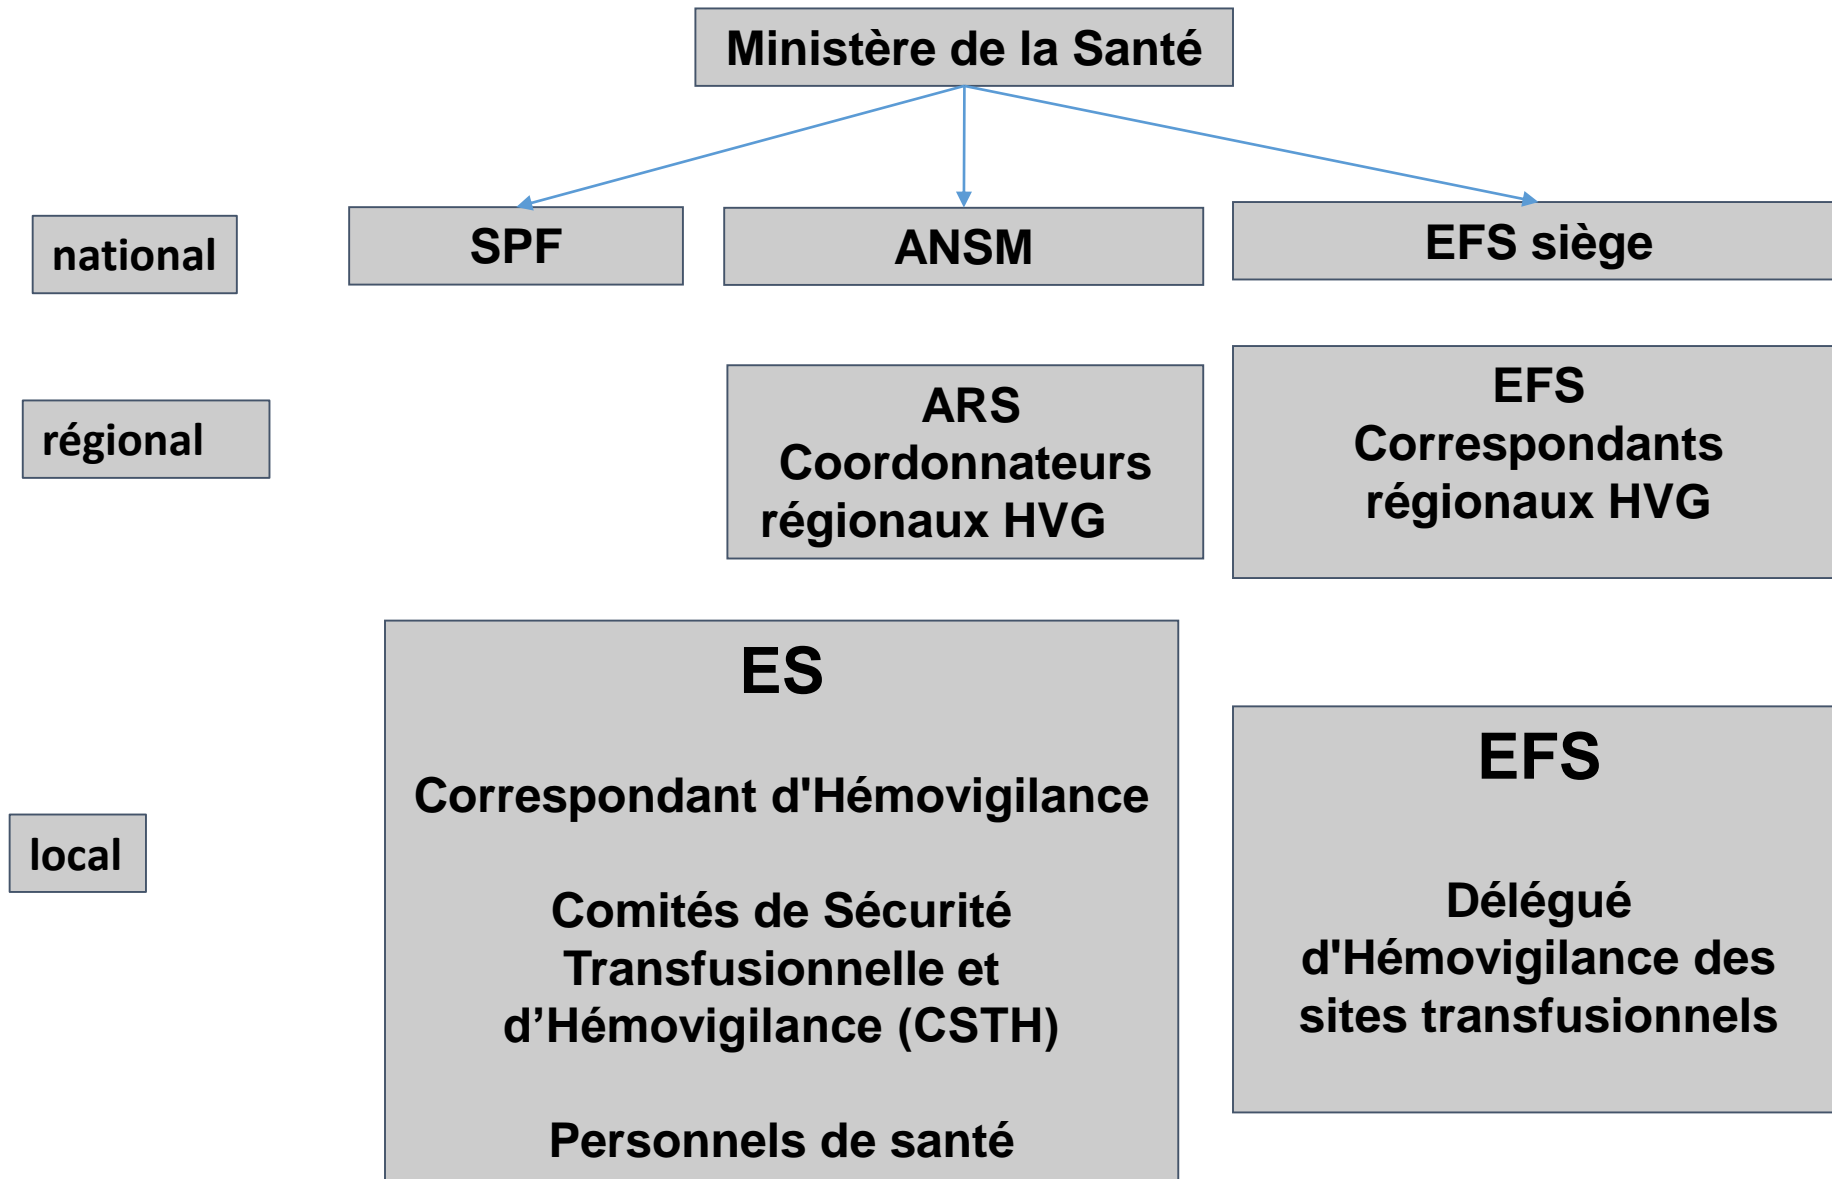 Ministère de la Santé
national
SPF
ANSM
EFS siège
régional
ARS
Coordonnateurs
régionaux HVG
EFS
Correspondants
régionaux HVG
local
ES
Correspondant d'Hémovigilance
Comités de Sécurité
Transfusionnelle et
d’Hémovigilance (CSTH)
Personnels de santé
EFS
Délégué
d'Hémovigilance des
sites transfusionnels